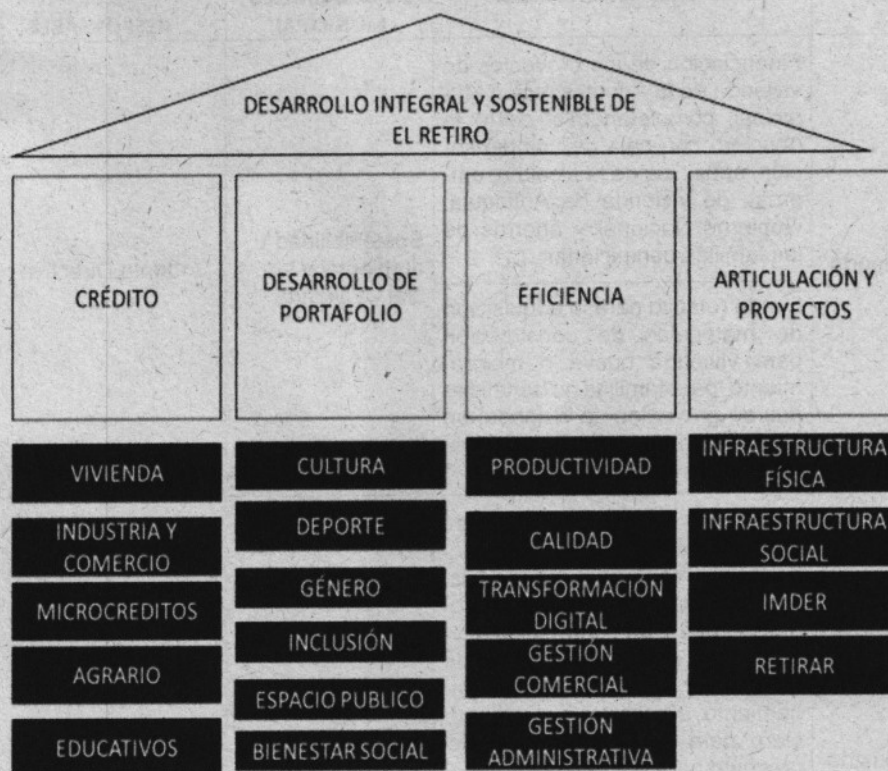 DESARROLLO INTEGRAL Y SOSTENIBLE DE
EL RETIRO
CRÉDITO
DESARROLLO DE
PORTAFOLIO
EFICIENCIA
ARTICULACIÓN Y
PROYECTOS
VIVIENDA
INDUSTRIA Y
COMERCIO
MICROCREDITOS
AGRARIO
EDUCATIVOS
CULTURA
DEPORTE
GÉNERO
INCLUSIÓN
ESPACIO PUBLICO
BIENESTAR SOCIAL
PRODUCTIVIDAD
CALIDAD
TRANSFORMACIÓN
DIGITAL
GESTIÓN
COMERCIAL
GESTIÓN
ADMINISTRATIVA
INFRAESTRUCTURA
FÍSICA
INFRAESTRUCTURA
SOCIAL
IMDER
RETIRAR